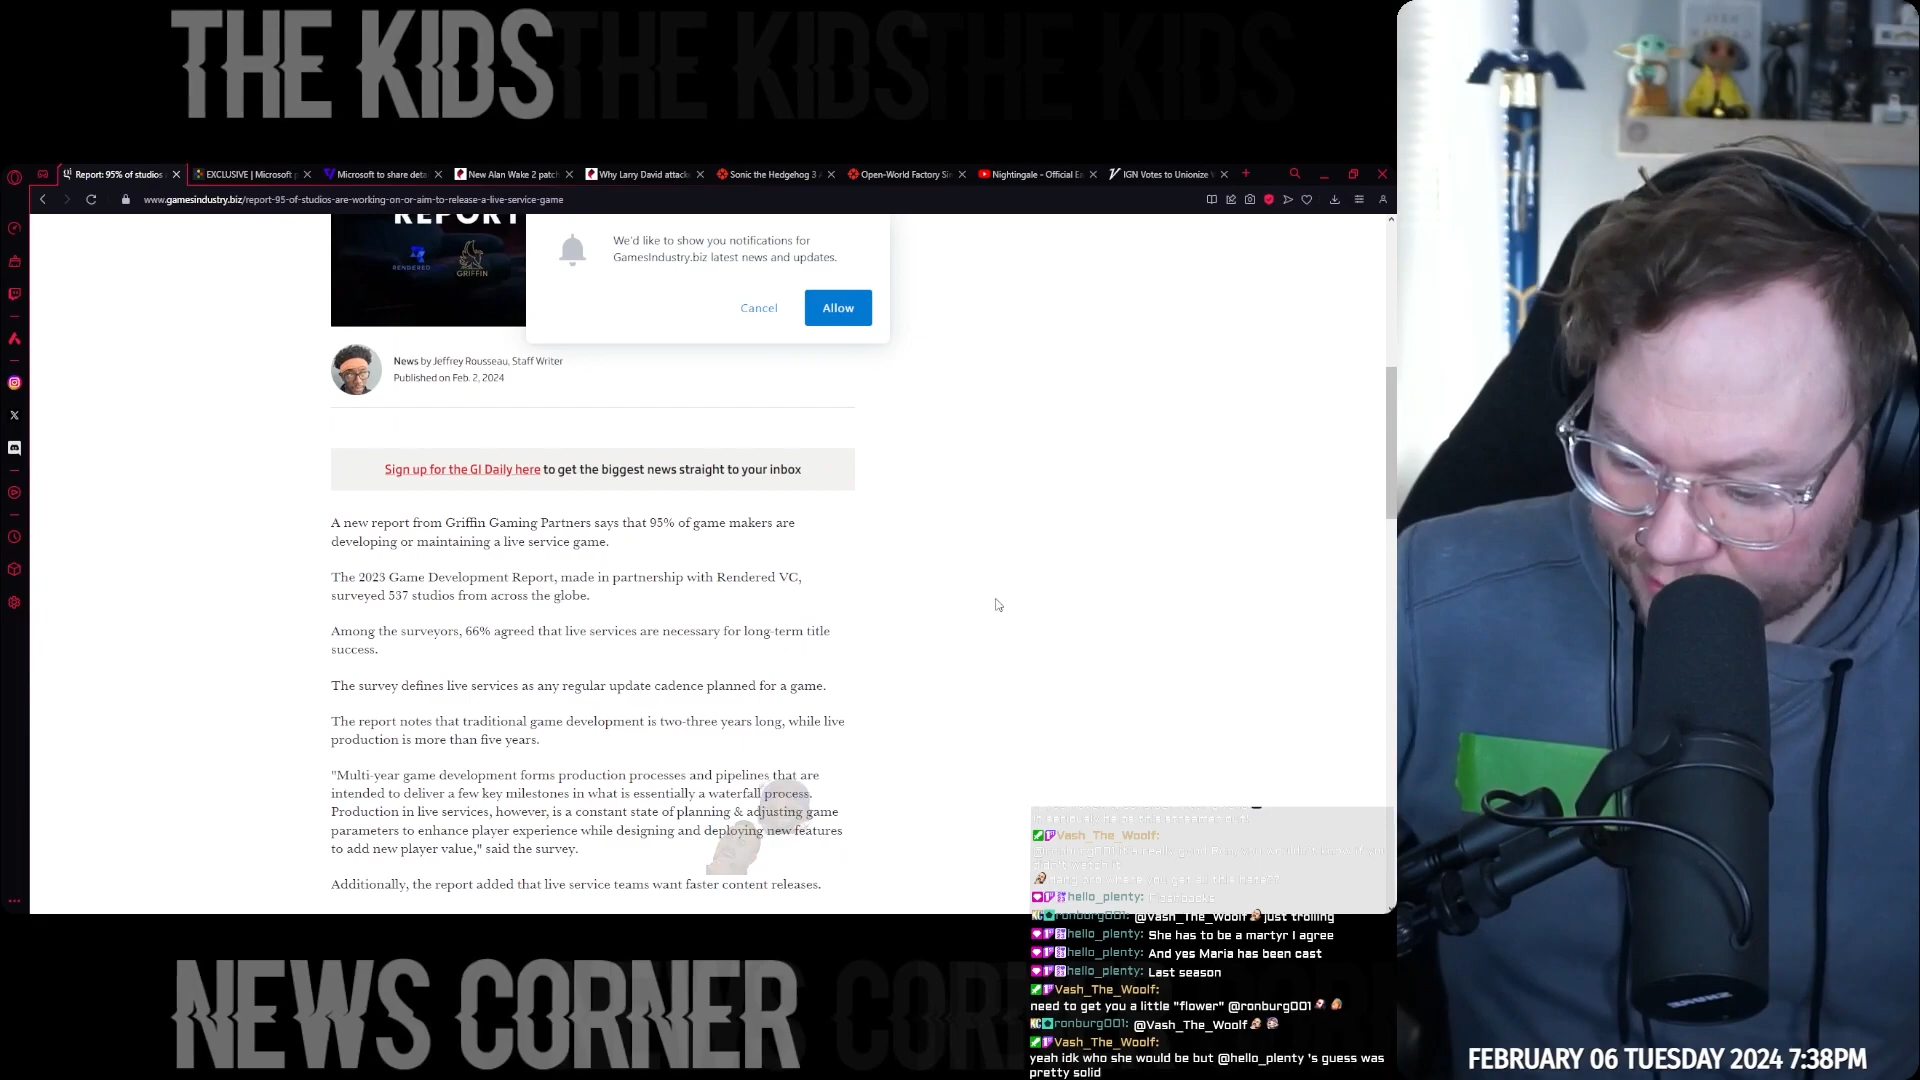 THE KIDS THE KIDS THE KIDS
Report: 95% of studios
EXCLUSIVE | Microsoft p
Microsoft to share deta
New Alan Wake 2 patch
Why Larry David attack
Sonic the Hedgehog 3
Open-World Factory Si
Nightingale - Official Ea
IGN Votes to Unionize
www.gamesindustry.biz/report-95-of-studios-are-working-on-or-aim-to-release-a-live-service-game
REPORT
RENDERED
GRIFFIN
We'd like to show you notifications for
GamesIndustry.biz latest news and updates.
Cancel
Allow
News by Jeffrey Rousseau, Staff Writer
Published on Feb. 2, 2024
Sign up for the GI Daily here to get the biggest news straight to your inbox
A new report from Griffin Gaming Partners says that 95% of game makers are
developing or maintaining a live service game.
The 2023 Game Development Report, made in partnership with Rendered VC,
surveyed 537 studios from across the globe.
Among the surveyors, 66% agreed that live services are necessary for long-term title
success.
The survey defines live services as any regular update cadence planned for a game.
The report notes that traditional game development is two-three years long, while live
production is more than five years.
"Multi-year game development forms production processes and pipelines that are
intended to deliver a few key milestones in what is essentially a waterfall process.
Production in live services, however, is a constant state of planning & adjusting game
parameters to enhance player experience while designing and deploying new features
to add new player value," said the survey.
Additionally, the report added that live service teams want faster content releases.
Vash_The_Woolf:
hello_plenty: Flashbacks
ronburg001: @Vash_The_Woolf just trolling
hello_plenty: She has to be a martyr I agree
hello_plenty: And yes Maria has been cast
hello_plenty: Last season
Vash_The_Woolf:
need to get you a little "flower" @ronburg001
ronburg001: @Vash_The_Woolf
Vash_The_Woolf:
yeah idk who she would be but @hello_plenty 's guess was
pretty solid
NEWS CORNER
SHURE
FEBRUARY 06 TUESDAY 2024 7:38PM